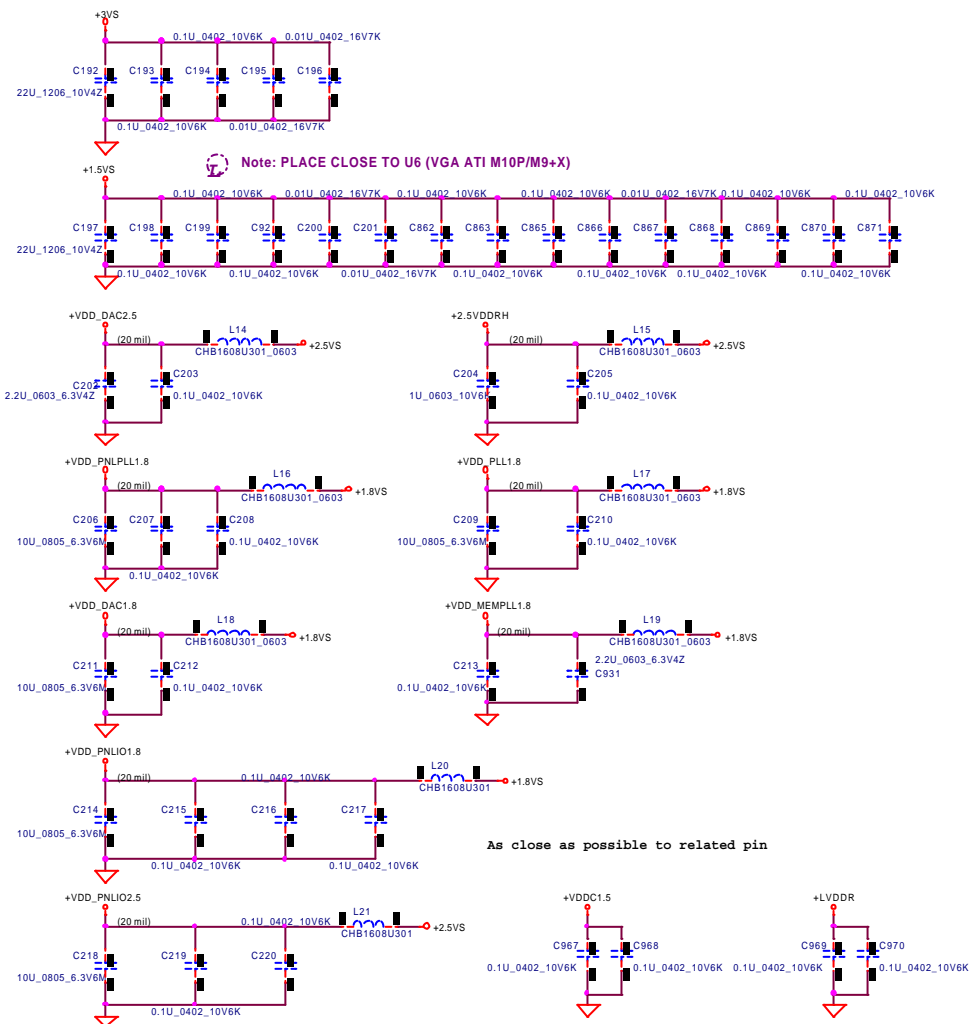 +3VS
0.1U_0402_10V6K 0.01U_0402_16V7K
C192 C193 C194 C195 C196
22U_1206_10V4Z
0.1U_0402_10V6K 0.01U_0402_16V7K
Note: PLACE CLOSE TO U6 (VGA ATI M10P/M9+X)
+1.5VS
0.1U_0402_10V6K 0.01U_0402_16V7K 0.1U_0402_10V6K 0.1U_0402_10V6K 0.01U_0402_16V7K 0.1U_0402_10V6K 0.1U_0402_10V6K
C197 C198 C199 C92 C200 C201 C862 C863 C865 C866 C867 C868 C869 C870 C871
22U_1206_10V4Z
0.1U_0402_10V6K 0.1U_0402_10V6K 0.01U_0402_16V7K 0.1U_0402_10V6K 0.1U_0402_10V6K 0.1U_0402_10V6K 0.1U_0402_10V6K
+VDD_DAC2.5
(20 mil)
L14
CHB1608U301_0603
+2.5VS
C202
2.2U_0603_6.3V4Z
C203
0.1U_0402_10V6K
+2.5VDDRH
(20 mil)
L15
CHB1608U301_0603
+2.5VS
C204
1U_0603_10V6K
C205
0.1U_0402_10V6K
+VDD_PNLPLL1.8
(20 mil)
L16
CHB1608U301_0603
+1.8VS
C206 C207 C208
10U_0805_6.3V6M
0.1U_0402_10V6K
0.1U_0402_10V6K
+VDD_PLL1.8
(20 mil)
L17
CHB1608U301_0603
+1.8VS
C209 C210
10U_0805_6.3V6M
0.1U_0402_10V6K
+VDD_DAC1.8
(20 mil)
L18
CHB1608U301_0603
+1.8VS
C211 C212
10U_0805_6.3V6M
0.1U_0402_10V6K
+VDD_MEMPLL1.8
(20 mil)
L19
CHB1608U301_0603
+1.8VS
2.2U_0603_6.3V4Z
C213
C931
0.1U_0402_10V6K
+VDD_PNLIO1.8
(20 mil)
0.1U_0402_10V6K
L20
CHB1608U301
+1.8VS
C214 C215 C216 C217
10U_0805_6.3V6M
0.1U_0402_10V6K 0.1U_0402_10V6K
As close as possible to related pin
+VDD_PNLIO2.5
(20 mil)
0.1U_0402_10V6K
L21
CHB1608U301
+2.5VS
C218 C219 C220
10U_0805_6.3V6M
0.1U_0402_10V6K
+VDDC1.5
C967 C968
0.1U_0402_10V6K 0.1U_0402_10V6K
+LVDDR
C969 C970
0.1U_0402_10V6K 0.1U_0402_10V6K